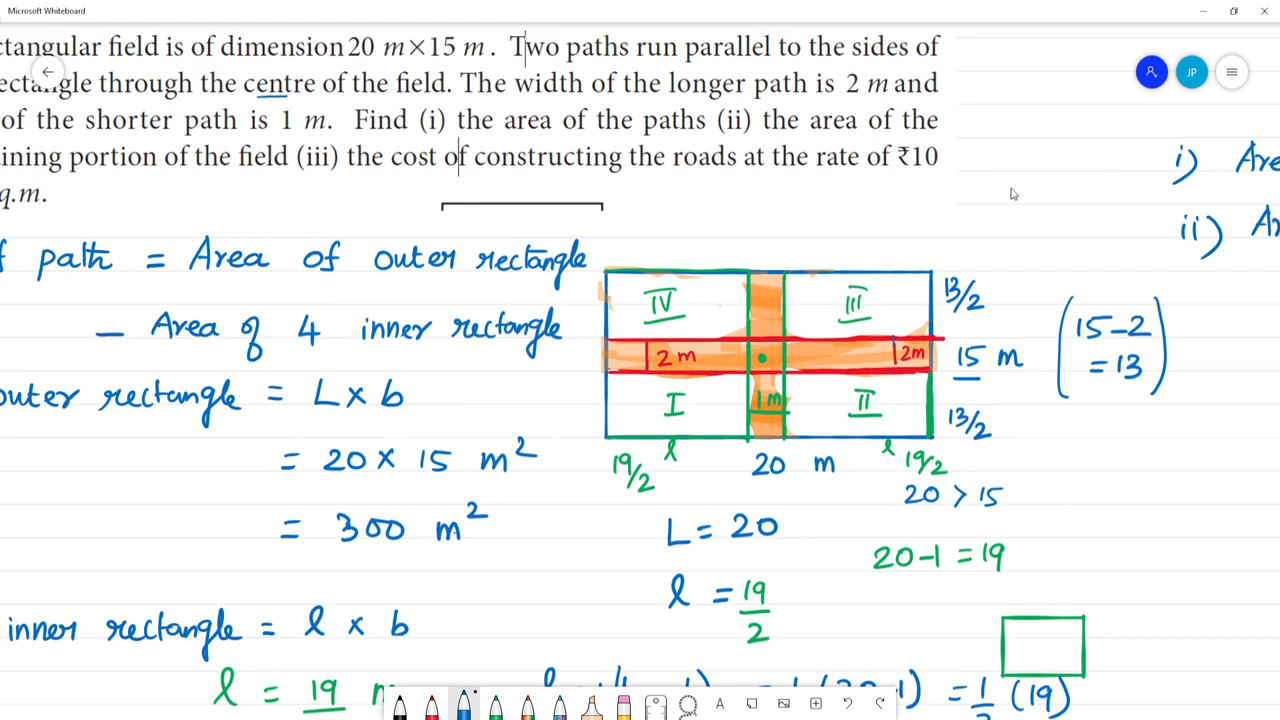 Microsoft Whiteboard
ctangular field is of dimension 20 m×15 m. Two paths run parallel to the sides of
ectangle through the centre of the field. The width of the longer path is 2 m and
of the shorter path is 1 m. Find (i) the area of the paths (ii) the area of the
ining portion of the field (iii) the cost of constructing the roads at the rate of ₹10
q.m.
JP
i) Are
ii) Ar
f path = Area of outer rectangle
- Area of 4 inner rectangle
outer rectangle = L x b
= 20 x 15 m²
= 300 m²
inner rectangle = l x b
l = 19
IV III
2 m 2m
I 1m II
13/2
15 m
13/2
(15-2
=13)
19/2 l 20 m l 19/2
20 > 15
L = 20
20-1 = 19
l = 19/2
= 1 (19)
A